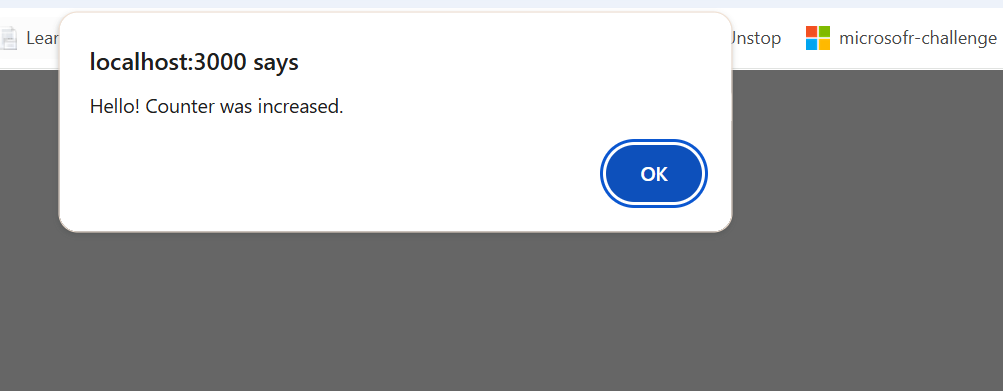 Lear
Unstop
microsofr-challenge
localhost:3000 says
Hello! Counter was increased.
OK